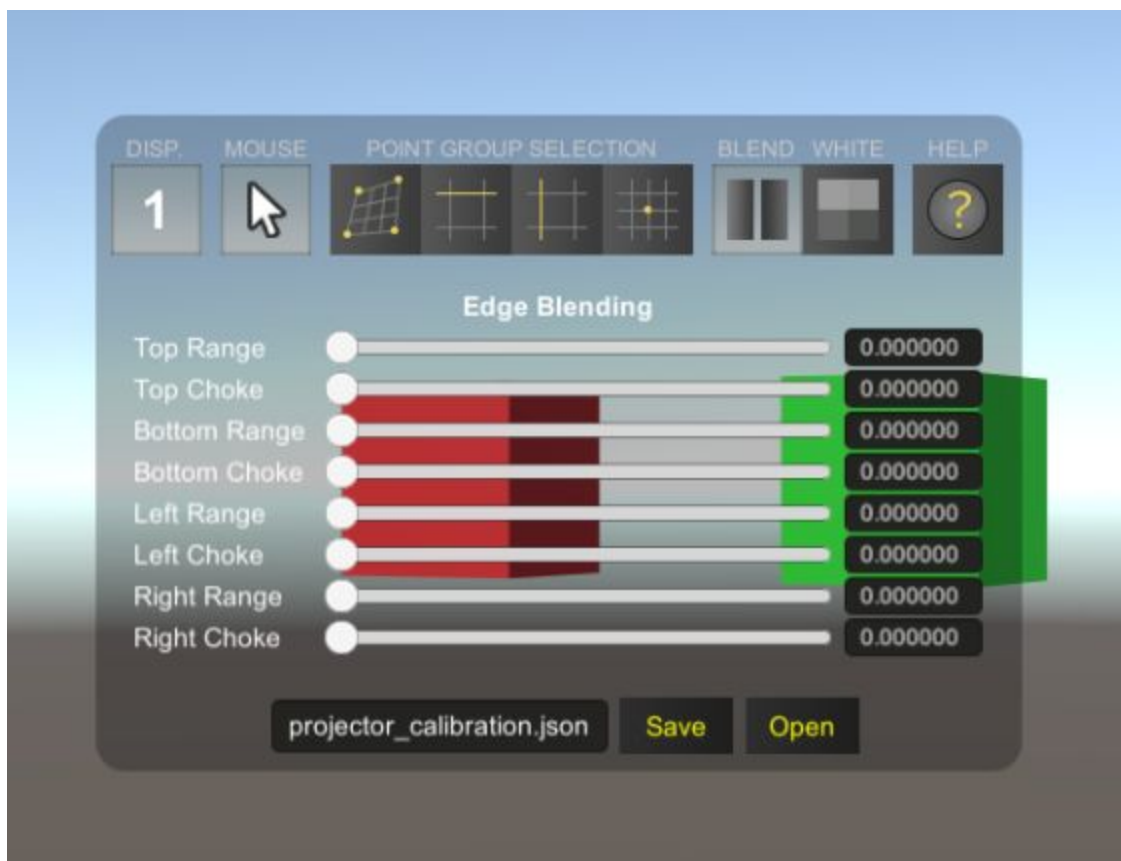 DISP. MOUSE POINT GROUP SELECTION BLEND WHITE HELP
1 ?
Edge Blending
Top Range 0.000000
Top Choke 0.000000
Bottom Range 0.000000
Bottom Choke 0.000000
Left Range 0.000000
Left Choke 0.000000
Right Range 0.000000
Right Choke 0.000000
projector_calibration.json Save Open